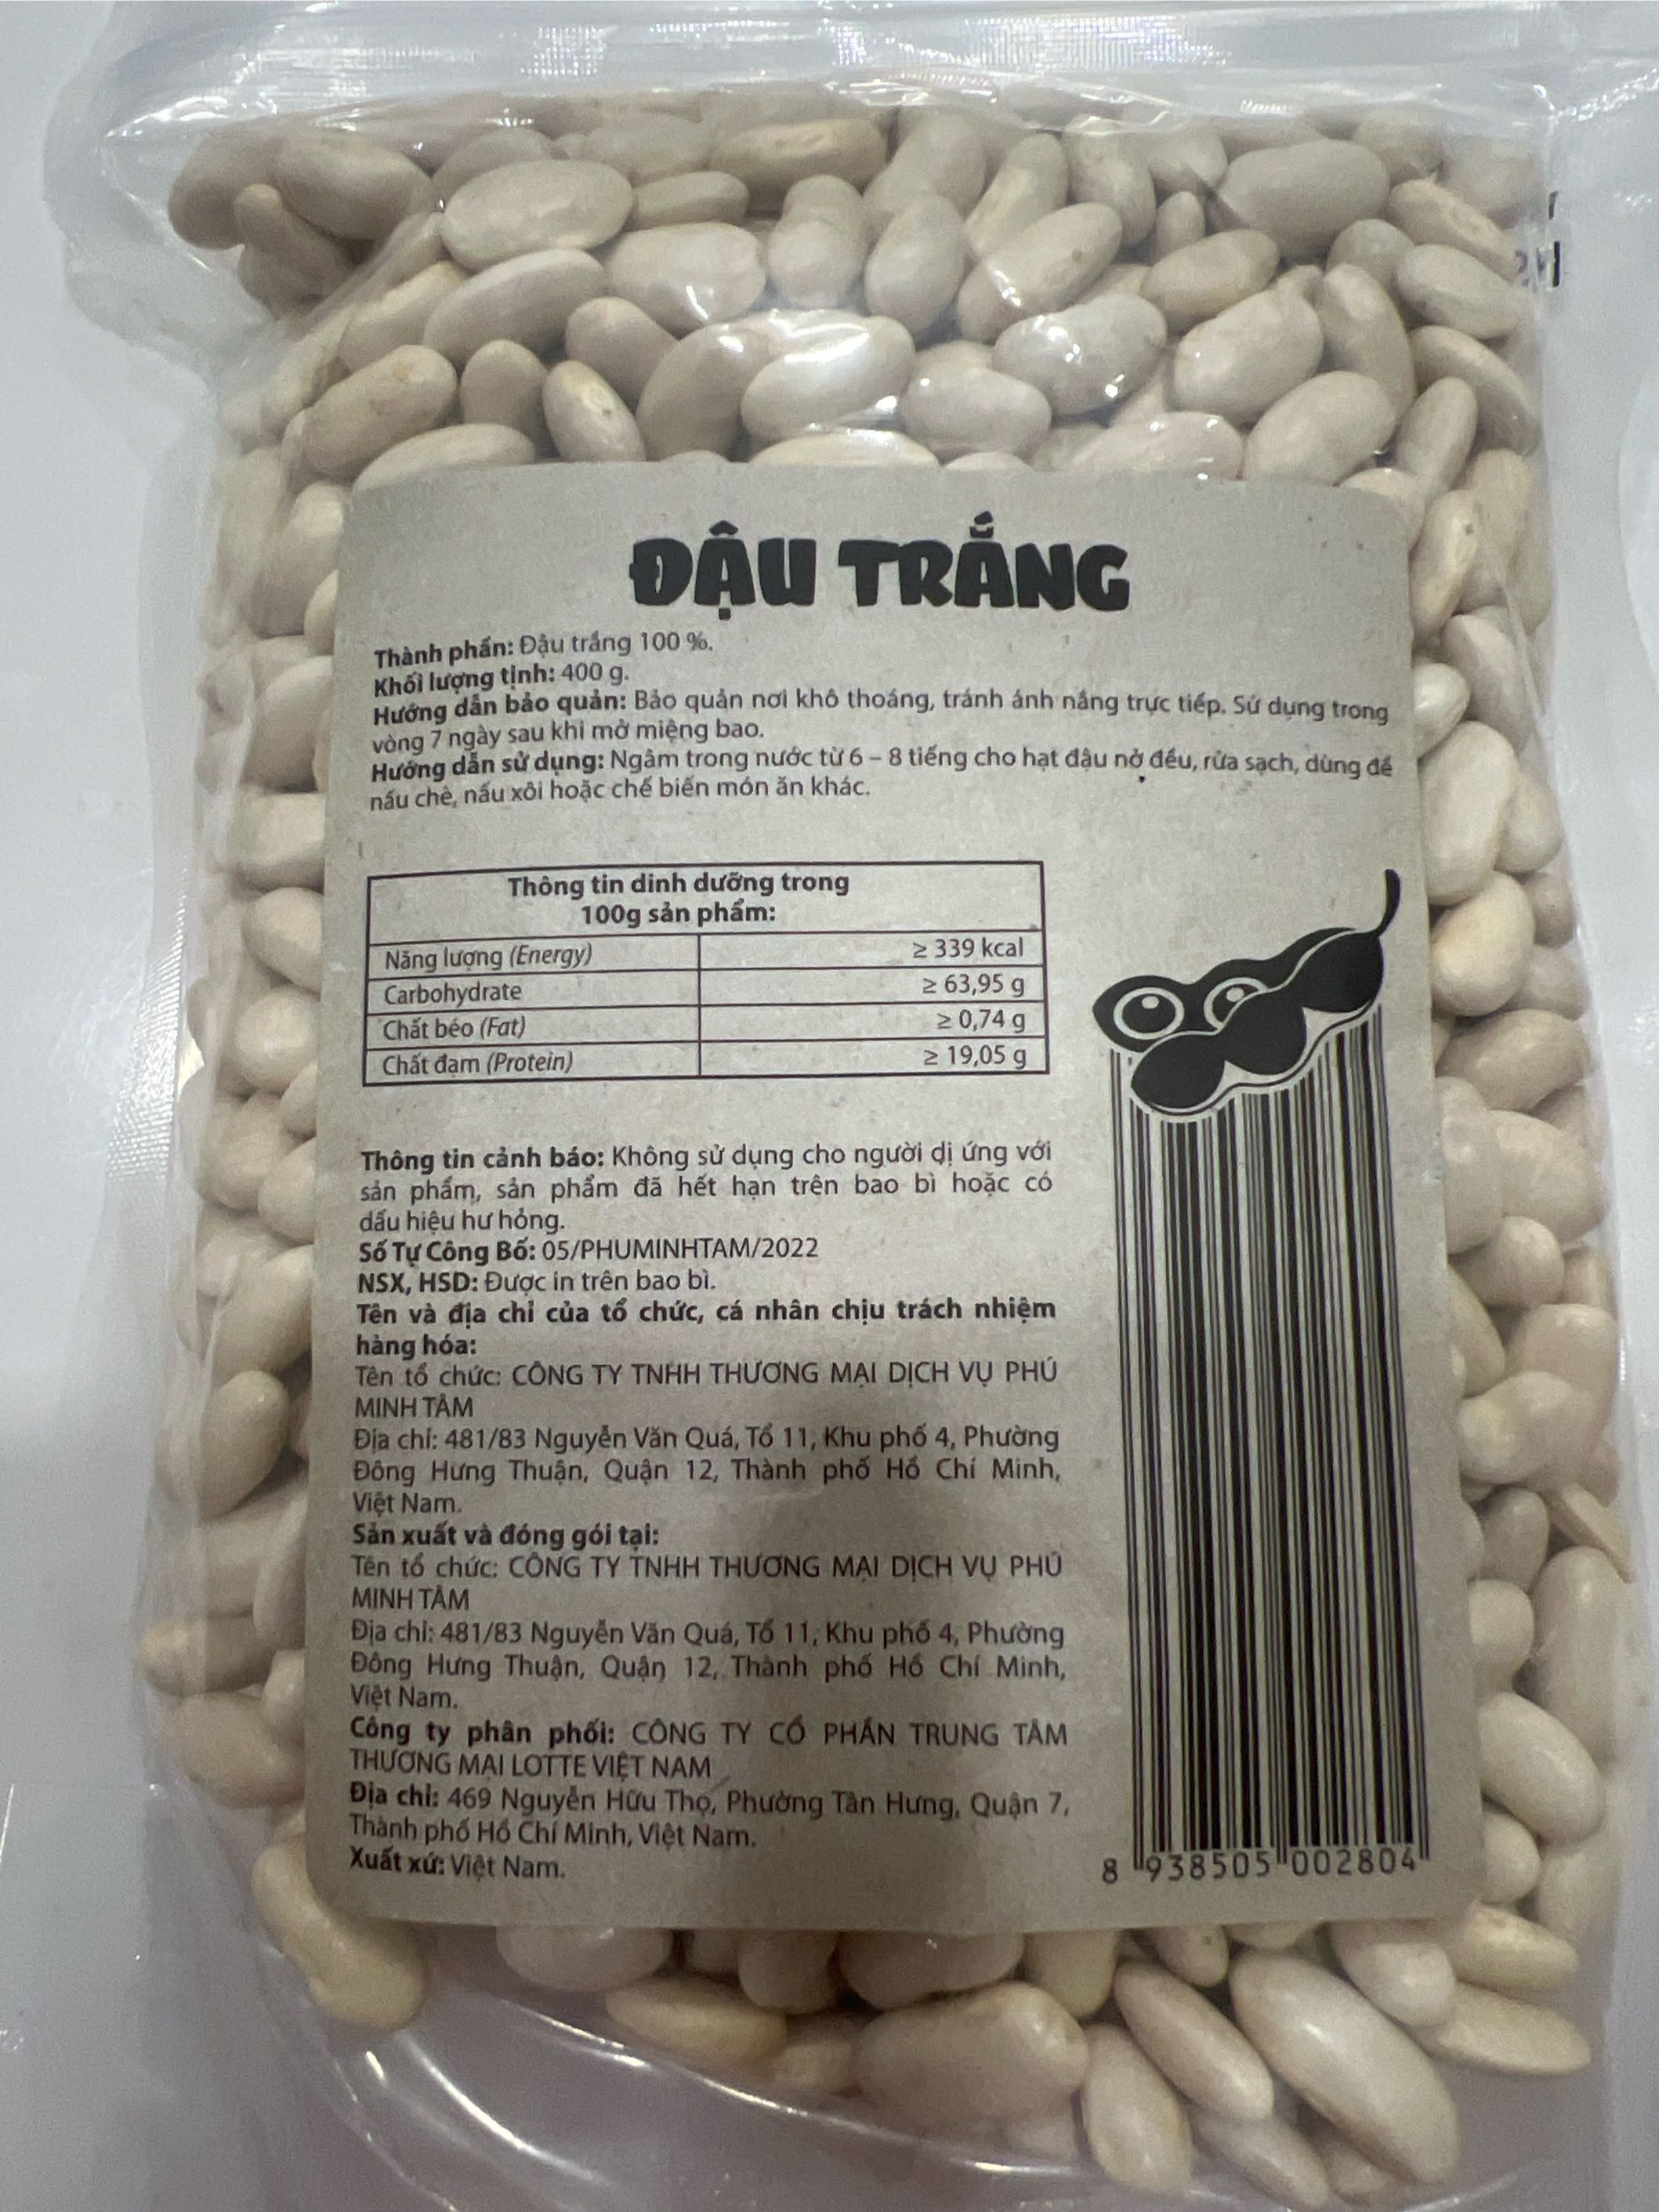 ĐẬU TRẮNG
Thành phần: Đậu trắng 100 %.
Khối lượng tịnh: 400 g.
Hướng dẫn bảo quản: Bảo quản nơi khô thoáng, tránh ánh nắng trực tiếp. Sử dụng trong
vòng 7 ngày sau khi mở miệng bao.
Hướng dẫn sử dụng: Ngâm trong nước từ 6 – 8 tiếng cho hạt đậu nở đều, rửa sạch, dùng để
nấu chè, nấu xôi hoặc chế biến món ăn khác.
Thông tin dinh dưỡng trong
100g sản phẩm:
Năng lượng (Energy) ≥ 339 kcal
Carbohydrate ≥ 63,95 g
Chất béo (Fat) ≥ 0,74 g
Chất đạm (Protein) ≥ 19,05 g
Thông tin cảnh báo: Không sử dụng cho người dị ứng với
sản phẩm, sản phẩm đã hết hạn trên bao bì hoặc có
dấu hiệu hư hỏng.
Số Tự Công Bố: 05/PHUMINHTAM/2022
NSX, HSD: Được in trên bao bì.
Tên và địa chỉ của tổ chức, cá nhân chịu trách nhiệm
hàng hóa:
Tên tổ chức: CÔNG TY TNHH THƯƠNG MẠI DỊCH VỤ PHÚ
MINH TÂM
Địa chỉ: 481/83 Nguyễn Văn Quá, Tổ 11, Khu phố 4, Phường
Đông Hưng Thuận, Quận 12, Thành phố Hồ Chí Minh,
Việt Nam.
Sản xuất và đóng gói tại:
Tên tổ chức: CÔNG TY TNHH THƯƠNG MẠI DỊCH VỤ PHÚ
MINH TÂM
Địa chỉ: 481/83 Nguyễn Văn Quá, Tổ 11, Khu phố 4, Phường
Đông Hưng Thuận, Quận 12, Thành phố Hồ Chí Minh,
Việt Nam.
Công ty phân phối: CÔNG TY CỔ PHẦN TRUNG TÂM
THƯƠNG MẠI LOTTE VIỆT NAM
Địa chỉ: 469 Nguyễn Hữu Thọ, Phường Tân Hưng, Quận 7,
Thành phố Hồ Chí Minh, Việt Nam.
Xuất xứ: Việt Nam.
8 938505 002804